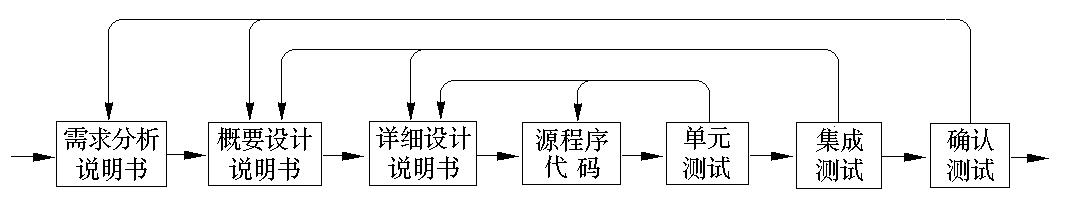 需求分析
说明书
概要设计
说明书
详细设计
说明书
源程序
代 码
单元
测试
集成
测试
确认
测试